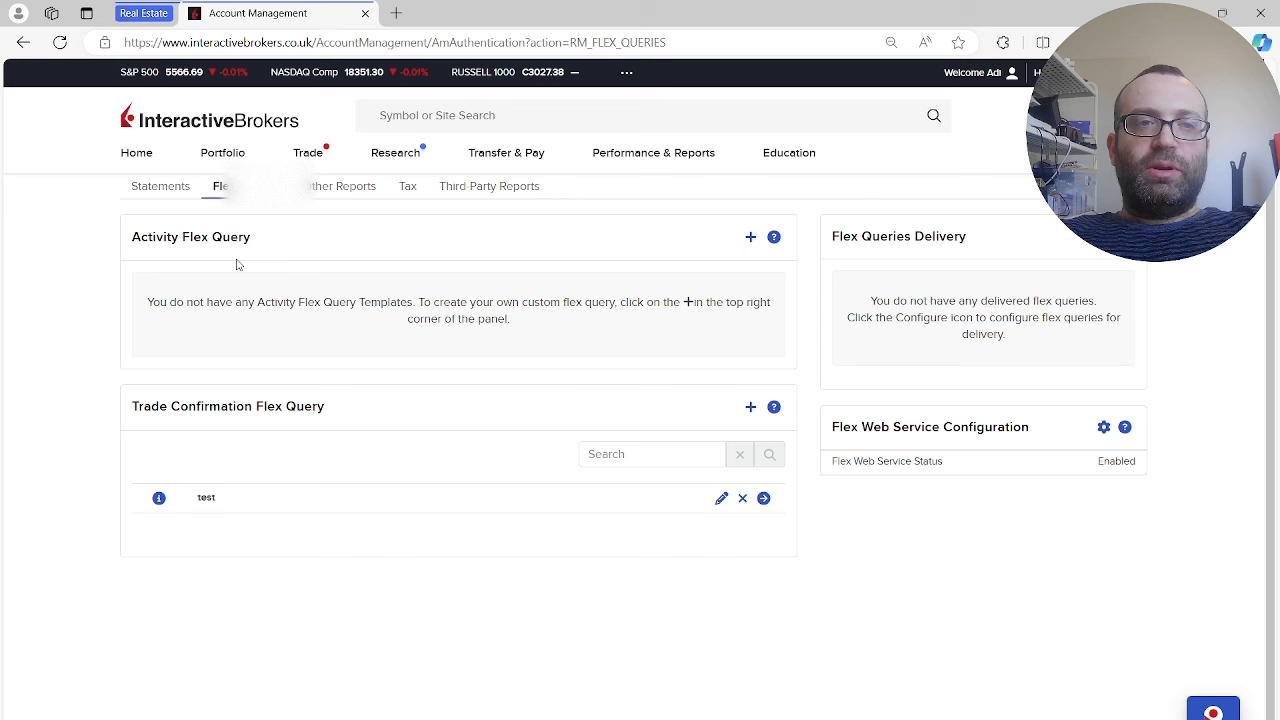 Real Estate
Account Management
https://www.interactivebrokers.co.uk/AccountManagement/AmAuthentication?action=RM_FLEX_QUERIES
S&P 500 5566.69 ▼ -0.01% NASDAQ Comp 18351.30 ▼ -0.01% RUSSELL 1000 C3027.38 — ... Welcome Adi
InteractiveBrokers
Symbol or Site Search
Home Portfolio Trade Research Transfer & Pay Performance & Reports Education
Statements Other Reports Tax Third-Party Reports
Activity Flex Query
You do not have any Activity Flex Query Templates. To create your own custom flex query, click on the + in the top right
corner of the panel.
Flex Queries Delivery
You do not have any delivered flex queries.
Click the Configure icon to configure flex queries for
delivery.
Trade Confirmation Flex Query
Search
test
Flex Web Service Configuration
Flex Web Service Status Enabled